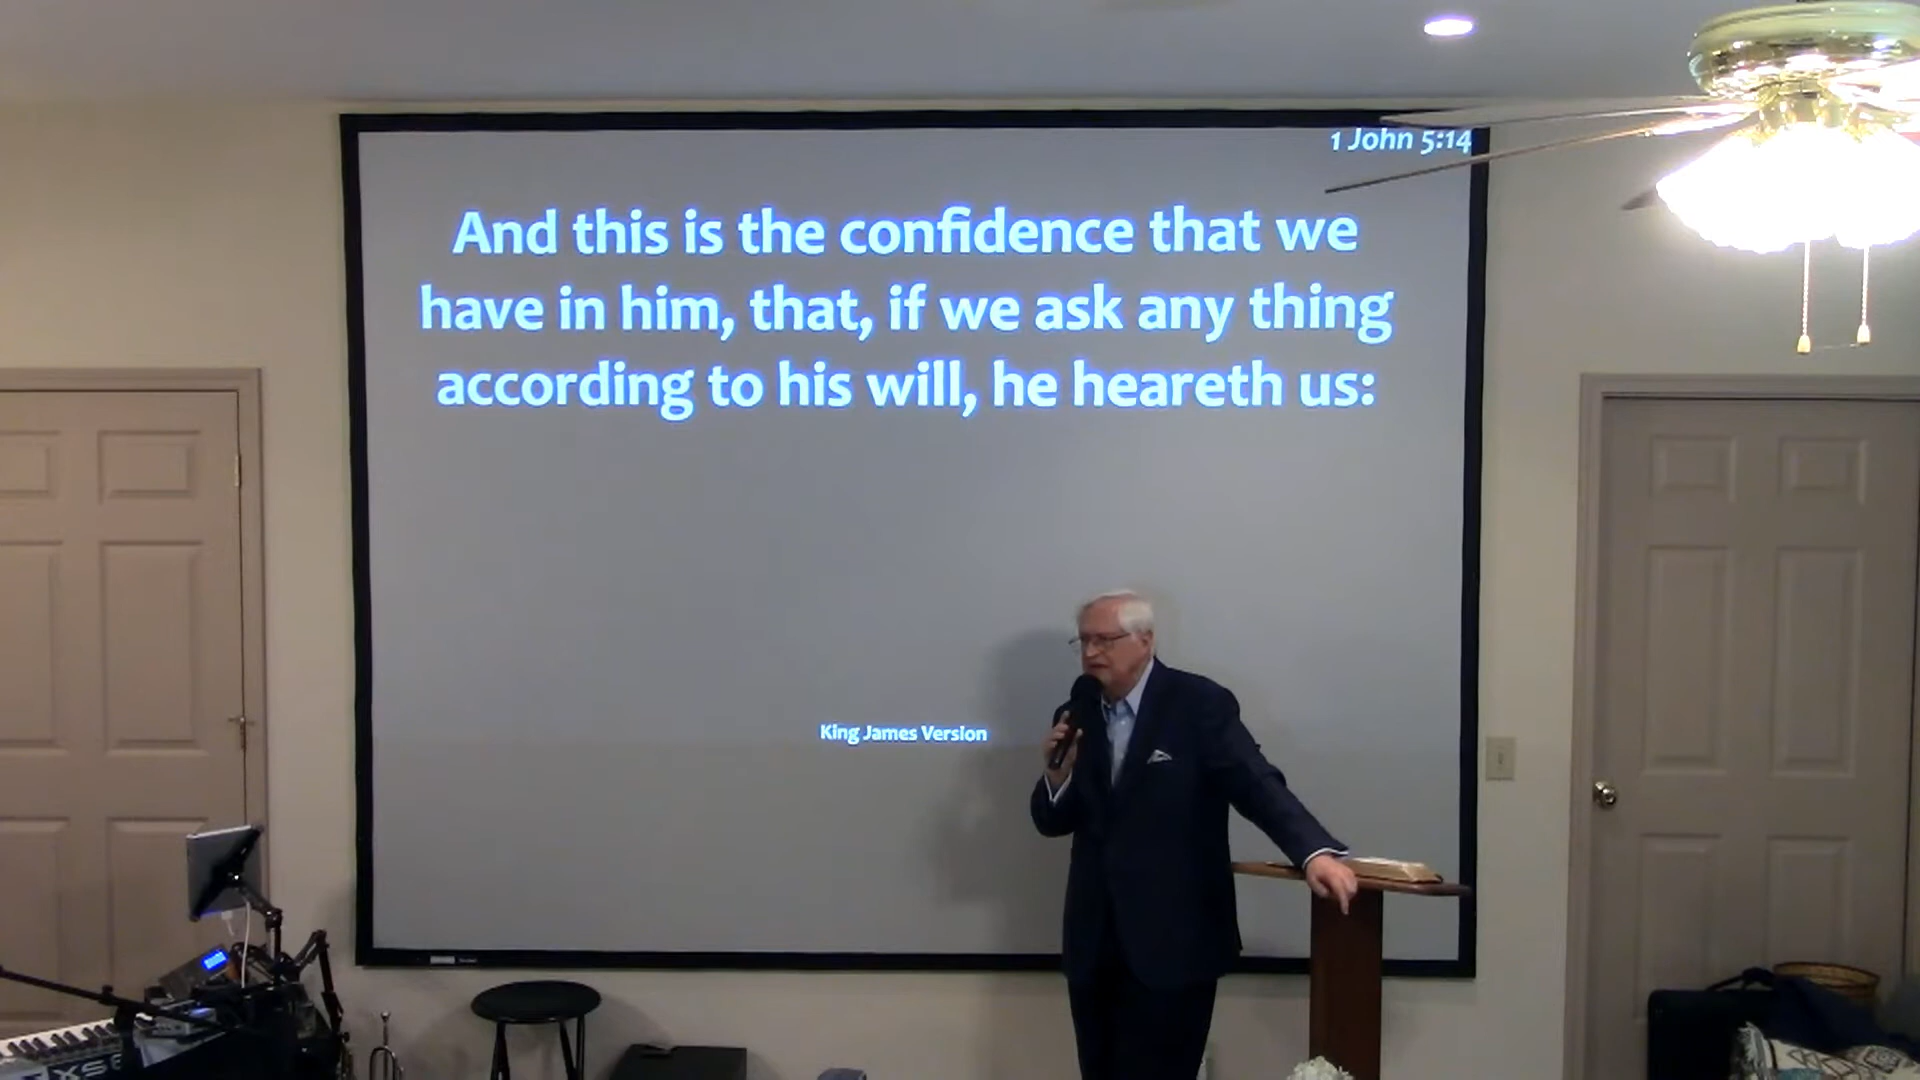 1 John 5:14
And this is the confidence that we
have in him, that, if we ask any thing
according to his will, he heareth us:
King James Version
XS